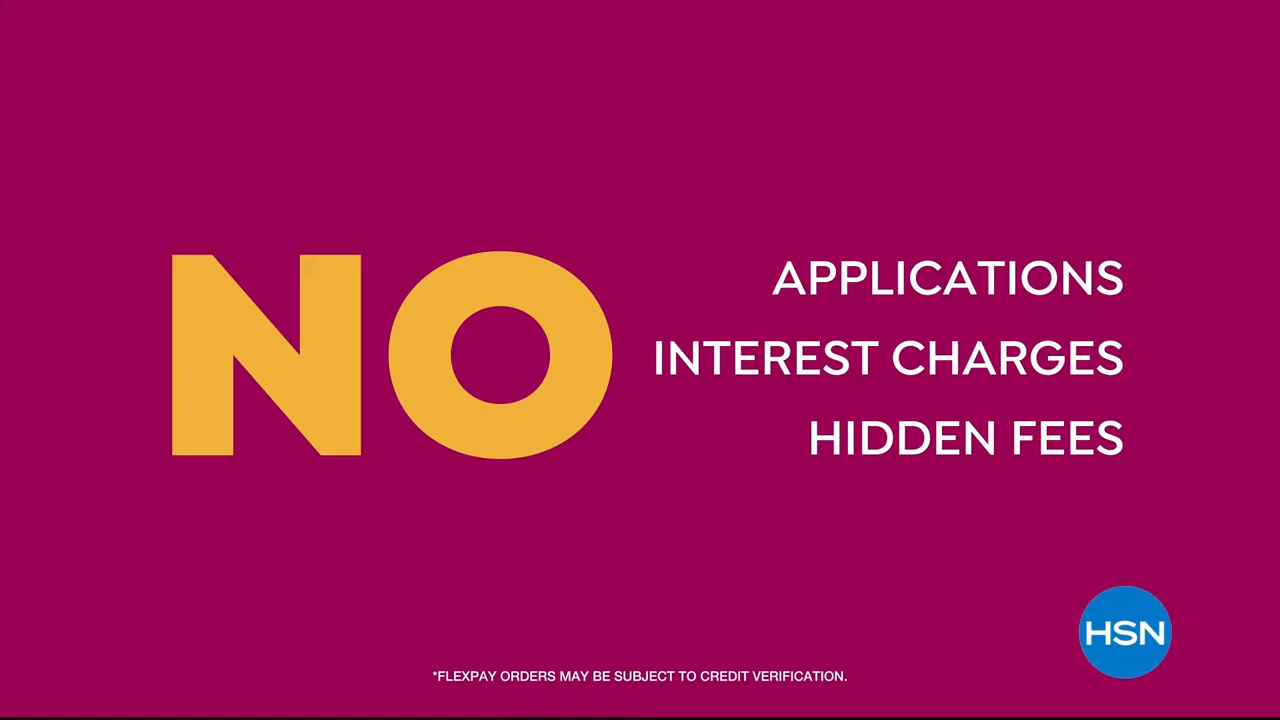 NO
APPLICATIONS
INTEREST CHARGES
HIDDEN FEES
HSN
*FLEXPAY ORDERS MAY BE SUBJECT TO CREDIT VERIFICATION.